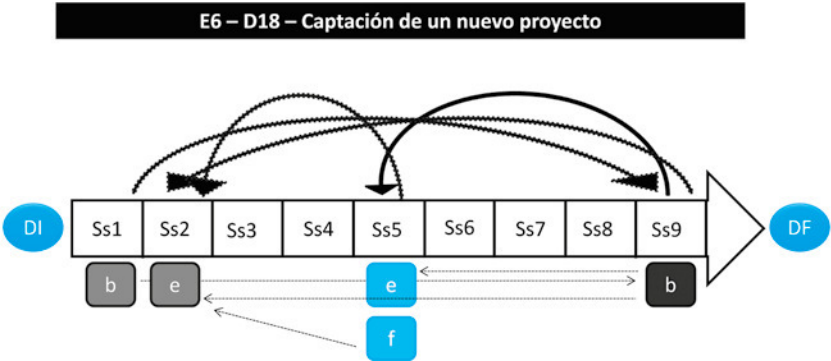 E6 – D18 – Captación de un nuevo proyecto
DI Ss1 Ss2 Ss3 Ss4 Ss5 Ss6 Ss7 Ss8 Ss9 DF
b e e b
f